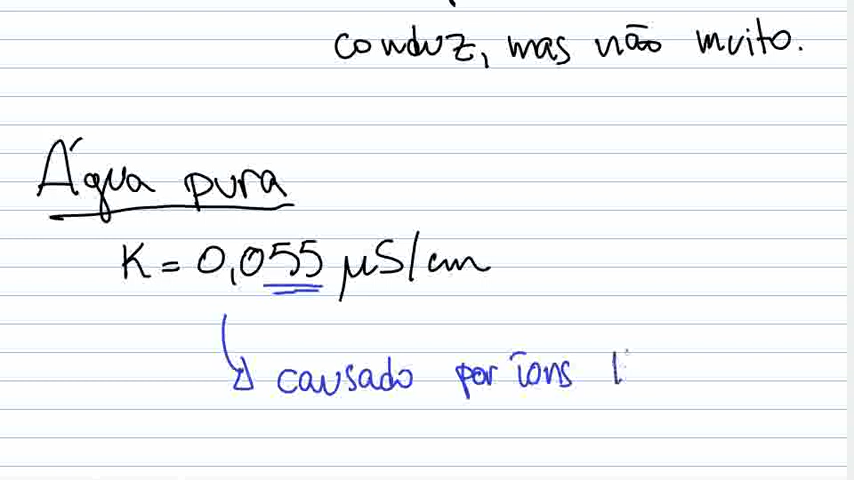 conduz, mas não muito.
Água pura
K = 0,055 μS/cm
causado por íons